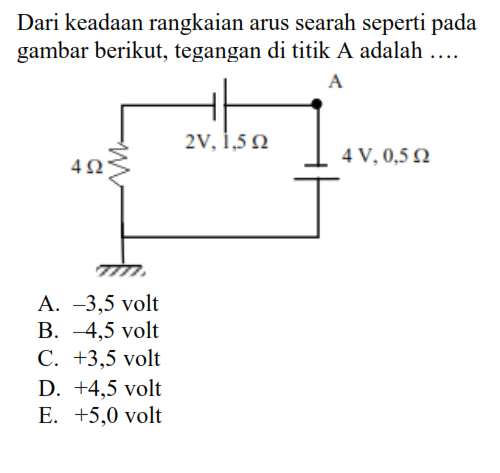 Dari keadaan rangkaian arus searah seperti pada
gambar berikut, tegangan di titik A adalah ….
A
2V, 1,5 Ω
4 V, 0,5 Ω
4 Ω
A. –3,5 volt
B. –4,5 volt
C. +3,5 volt
D. +4,5 volt
E. +5,0 volt